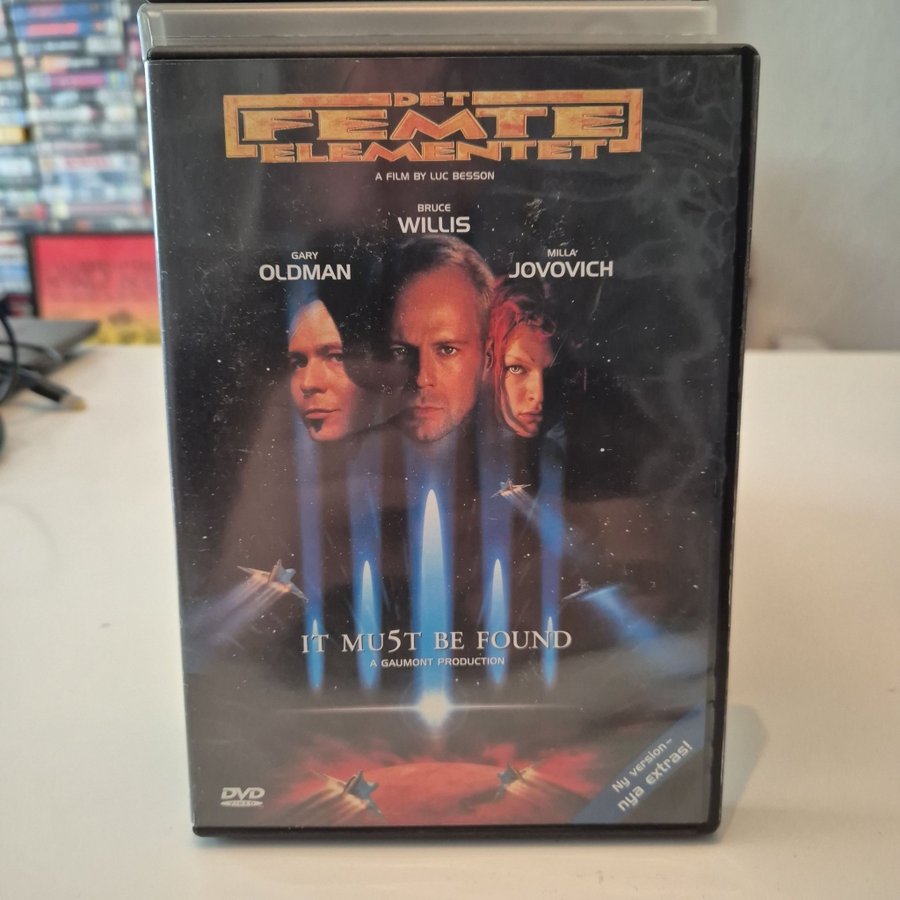 DET
FEMTE
ELEMENTET
A FILM BY LUC BESSON
BRUCE
WILLIS
GARY
OLDMAN
MILLA
JOVOVICH
IT MU5T BE FOUND
A GAUMONT PRODUCTION
Ny version-
nya extras!
DVD
VIDEO